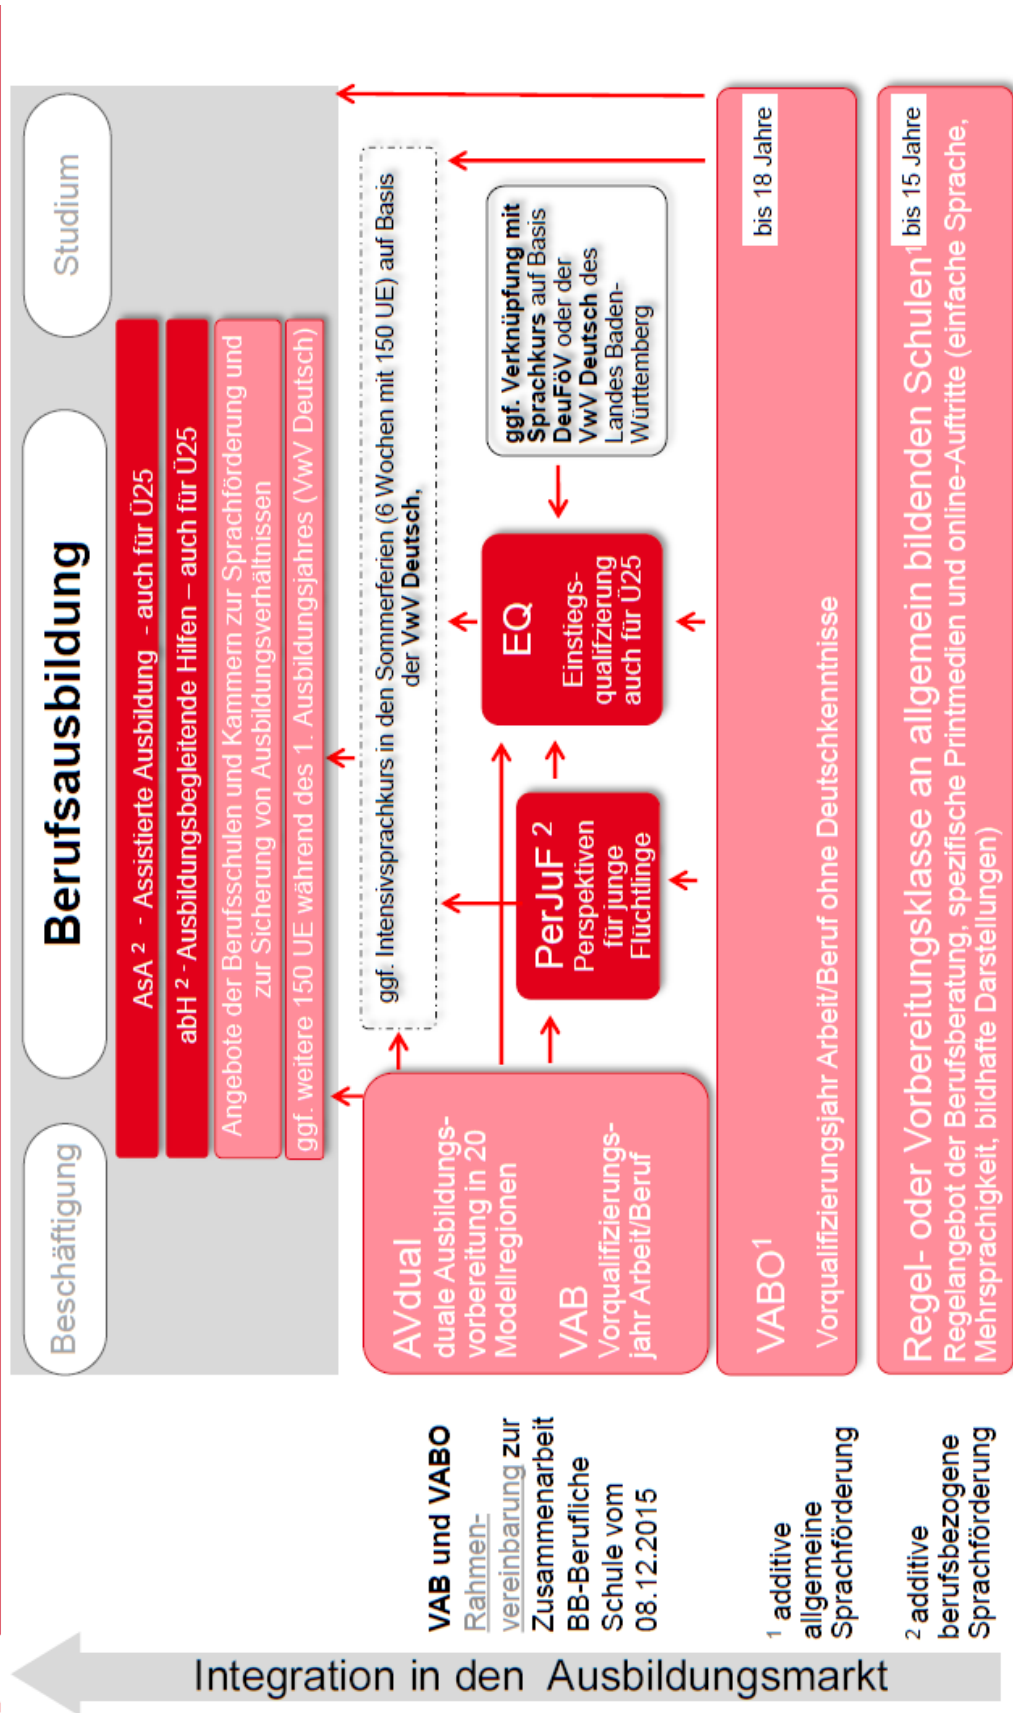 Beschäftigung
Berufsausbildung
Studium
AsA ² - Assistierte Ausbildung - auch für Ü25
abH ² - Ausbildungsbegleitende Hilfen – auch für Ü25
Angebote der Berufsschulen und Kammern zur Sprachförderung und
zur Sicherung von Ausbildungsverhältnissen
ggf. weitere 150 UE während des 1. Ausbildungsjahres (VwV Deutsch)
ggf. Intensivsprachkurs in den Sommerferien (6 Wochen mit 150 UE) auf Basis
der VwV Deutsch,
AVdual
duale Ausbildungs-
vorbereitung in 20
Modellregionen
VAB
Vorqualifizierungs-
jahr Arbeit/Beruf
PerJuF ²
Perspektiven
für junge
Flüchtlinge
EQ
Einstiegs-
qualifzierung
auch für Ü25
ggf. Verknüpfung mit
Sprachkurs auf Basis
DeuFöV oder der
VwV Deutsch des
Landes Baden-
Württemberg
VAB und VABO
Rahmen-
vereinbarung zur
Zusammenarbeit
BB-Berufliche
Schule vom
08.12.2015
VABO¹
bis 18 Jahre
Vorqualifizierungsjahr Arbeit/Beruf ohne Deutschkenntnisse
¹ additive
allgemeine
Sprachförderung
Regel- oder Vorbereitungsklasse an allgemein bildenden Schulen¹
bis 15 Jahre
Regelangebot der Berufsberatung, spezifische Printmedien und online-Auftritte (einfache Sprache,
Mehrsprachigkeit, bildhafte Darstellungen)
² additive
berufsbezogene
Sprachförderung
Integration in den Ausbildungsmarkt